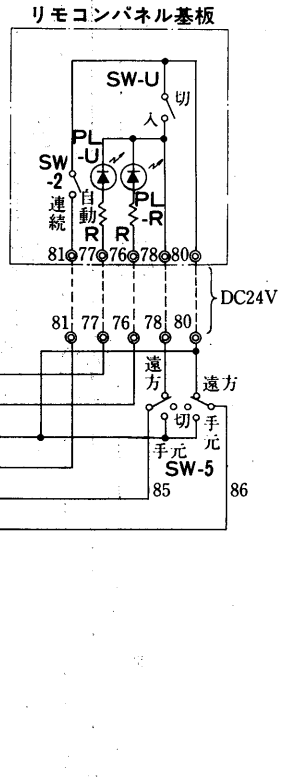 リモコンパネル基板
SW-U
切
入
PL
-U
SW
-2
自動
連続
PL
-R
R
R
81 77 76 78 80
DC24V
81 77 76 78 80
遠方
遠方
切
手元
手元
SW-5
85
86